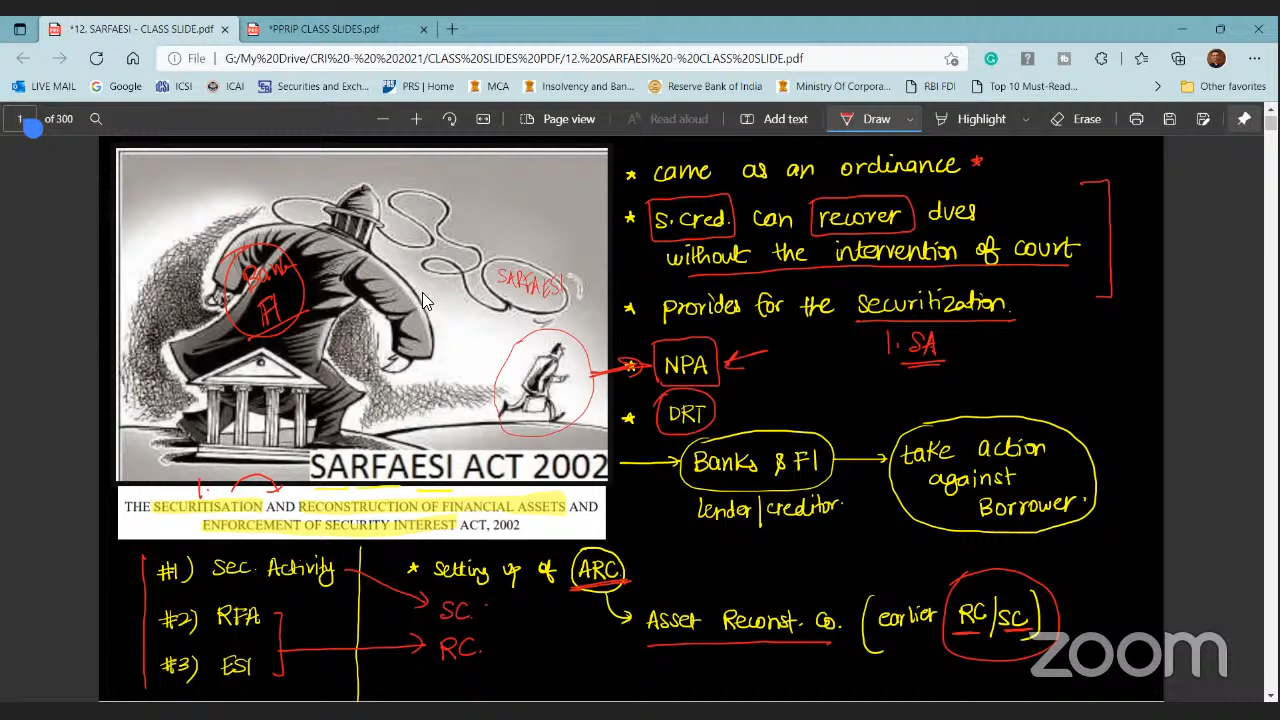 *12. SARFAESI - CLASS SLIDE.pdf
*PPRIP CLASS SLIDES.pdf
File
G:/My%20Drive/CRI%20-%20%202021/CLASS%20SLIDES%20PDF/12.%20SARFAESI%20-%20CLASS%20SLIDE.pdf
LIVE MAIL
Google
ICSI
ICAI
Securities and Exch...
PRS | Home
MCA
Insolvency and Ban...
Reserve Bank of India
Ministry Of Corpora...
RBI FDI
Top 10 Must-Read...
Other favorites
1 of 300
Page view
Read aloud
Add text
Draw
Highlight
Erase
* came as an ordinance *
* S.Cred. can recover dues
without the intervention of court
* provides for the securitization.
1. SA
* NPA
* DRT
Bank
FI
SARFAESI
SARFAESI ACT 2002
Banks & FI
lender/creditor.
take action
against
Borrower.
1.
THE SECURITISATION AND RECONSTRUCTION OF FINANCIAL ASSETS AND
ENFORCEMENT OF SECURITY INTEREST ACT, 2002
#1) Sec. Activity
#2) RFA
#3) ESI
* Setting up of ARC
SC.
RC.
Asset Reconst. Co. (earlier RC/SC)
zoom